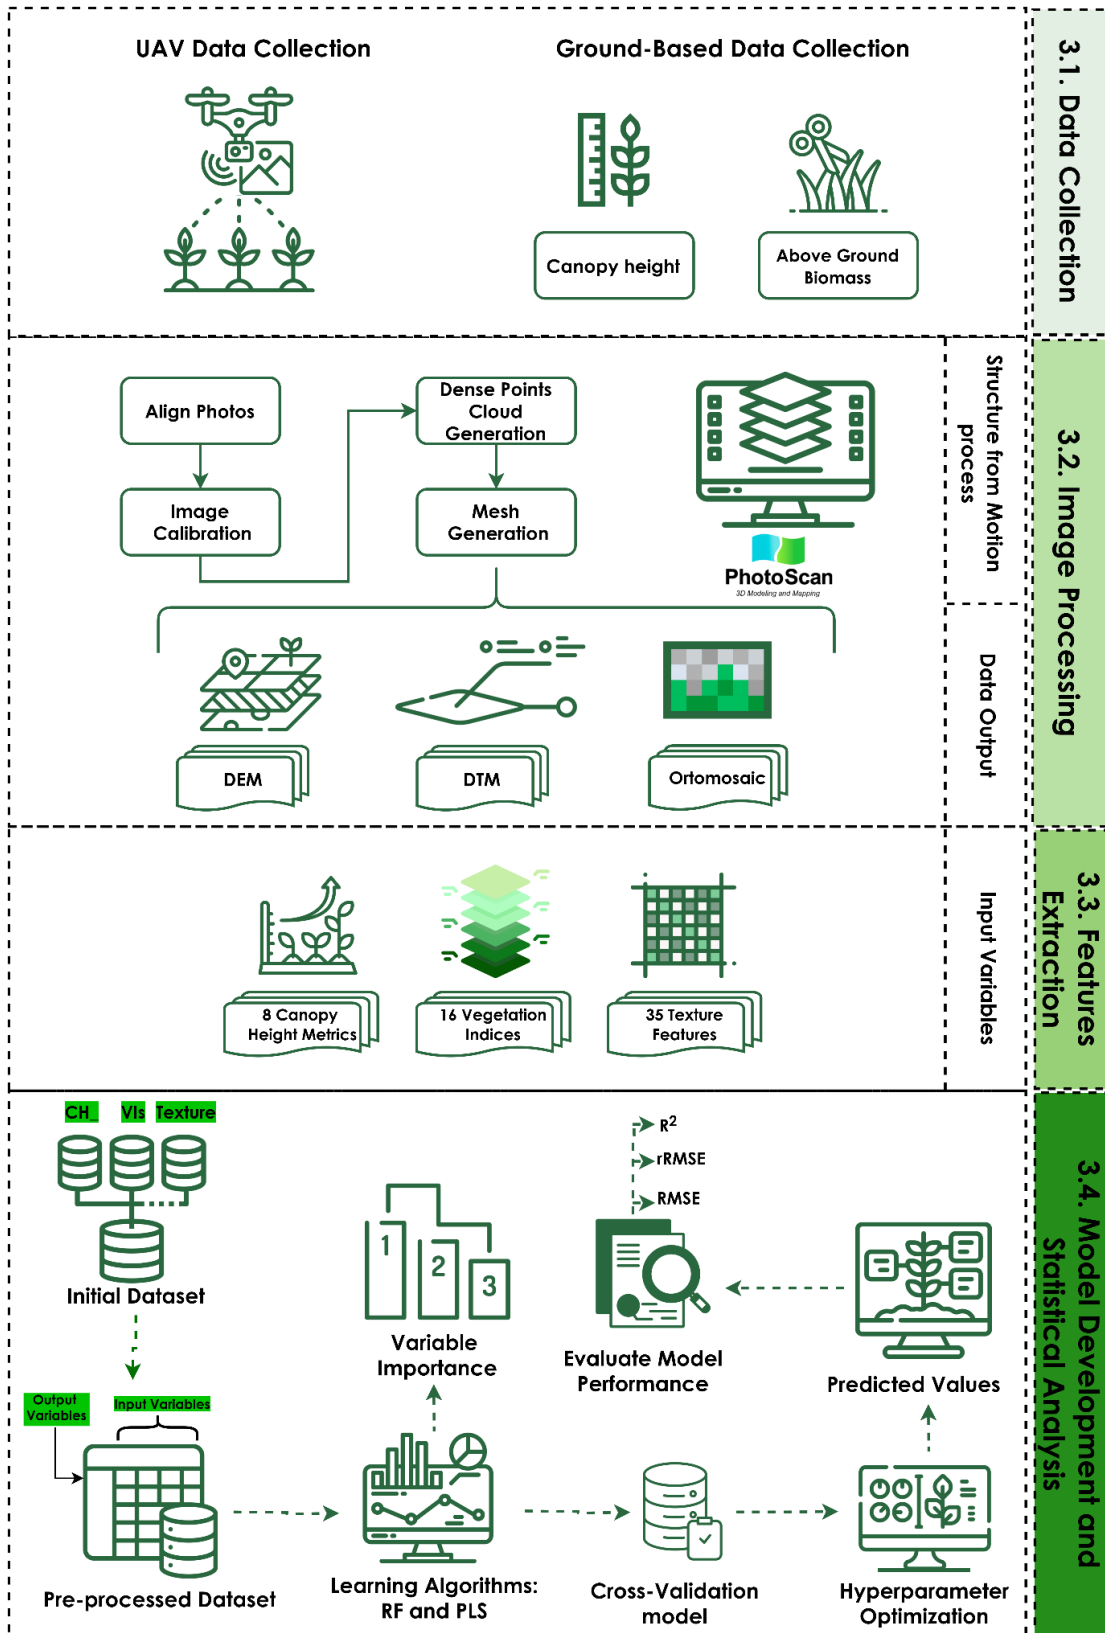 UAV Data Collection
Ground-Based Data Collection
Canopy height
Above Ground
Biomass
3.1. Data Collection
Align Photos
Image
Calibration
Dense Points
Cloud
Generation
Mesh
Generation
PhotoScan
3D Modeling and Mapping
Structure from Motion
process
3.2. Image Processing
DEM
DTM
Ortomosaic
Data Output
8 Canopy
Height Metrics
16 Vegetation
Indices
35 Texture
Features
Input Variables
3.3. Features
Extraction
CH_
VIs
Texture
Initial Dataset
Output
Variables
Input Variables
Pre-processed Dataset
1
2
3
Variable
Importance
Learning Algorithms:
RF and PLS
R²
rRMSE
RMSE
Evaluate Model
Performance
Predicted Values
Cross-Validation
model
Hyperparameter
Optimization
3.4. Model Development and
Statistical Analysis